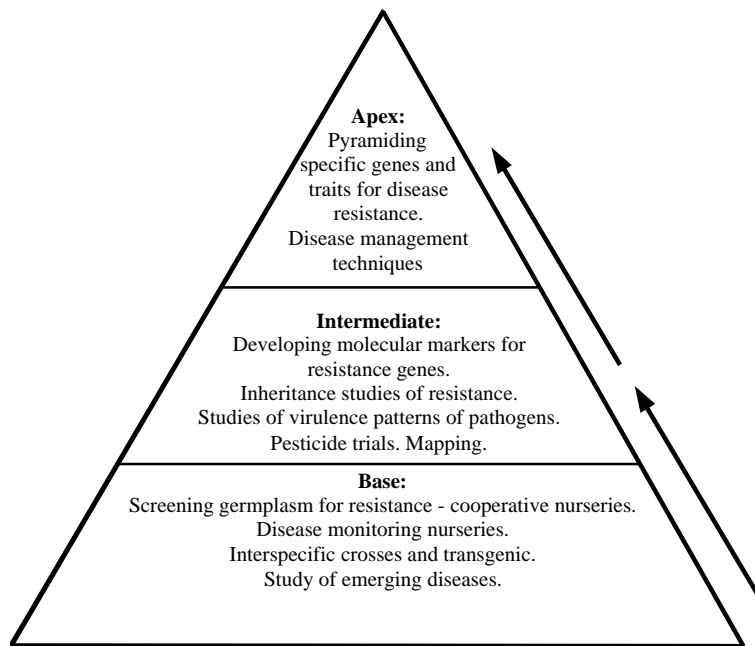 Apex:
Pyramiding
specific genes and
traits for disease
resistance.
Disease management
techniques
Intermediate:
Developing molecular markers for
resistance genes.
Inheritance studies of resistance.
Studies of virulence patterns of pathogens.
Pesticide trials. Mapping.
Base:
Screening germplasm for resistance - cooperative nurseries.
Disease monitoring nurseries.
Interspecific crosses and transgenic.
Study of emerging diseases.